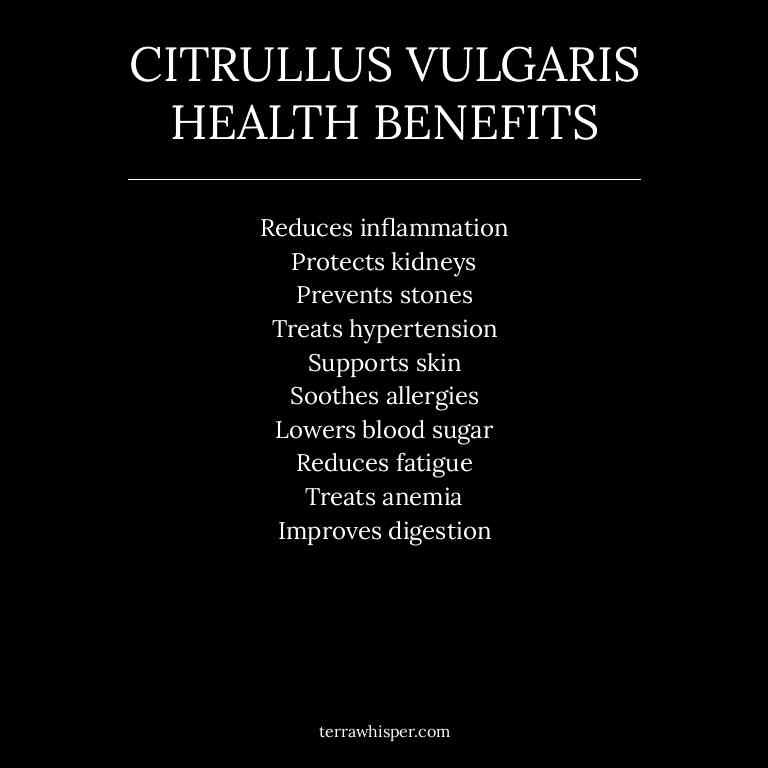 CITRULLUS VULGARIS
HEALTH BENEFITS
Reduces inflammation
Protects kidneys
Prevents stones
Treats hypertension
Supports skin
Soothes allergies
Lowers blood sugar
Reduces fatigue
Treats anemia
Improves digestion
terrawhisper.com